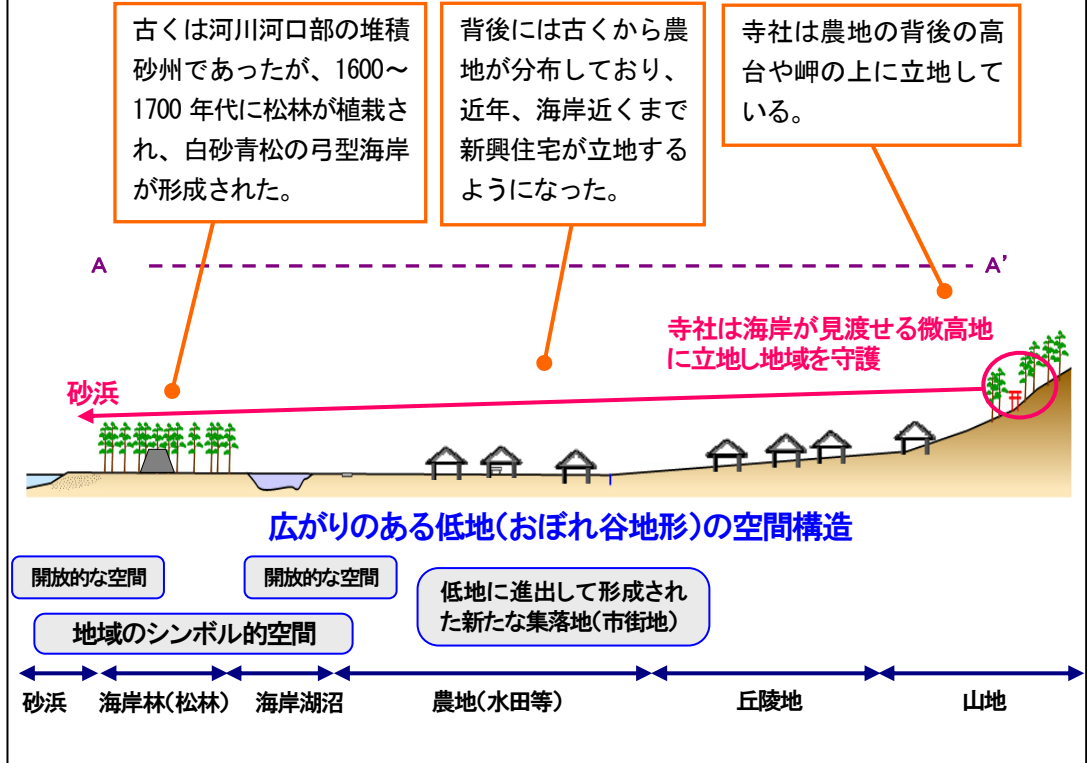 古くは河川河口部の堆積
砂州であったが、1600～
1700 年代に松林が植栽さ
れ、白砂青松の弓型海岸
が形成された。
背後には古くから農
地が分布しており、
近年、海岸近くまで
新興住宅が立地する
ようになった。
寺社は農地の背後の高
台や岬の上に立地して
いる。
A
A'
寺社は海岸が見渡せる微高地
に立地し地域を守護
砂浜
広がりのある低地(おぼれ谷地形)の空間構造
開放的な空間
開放的な空間
低地に進出して形成され
た新たな集落地(市街地)
地域のシンボル的空間
砂浜
海岸林(松林)
海岸湖沼
農地(水田等)
丘陵地
山地